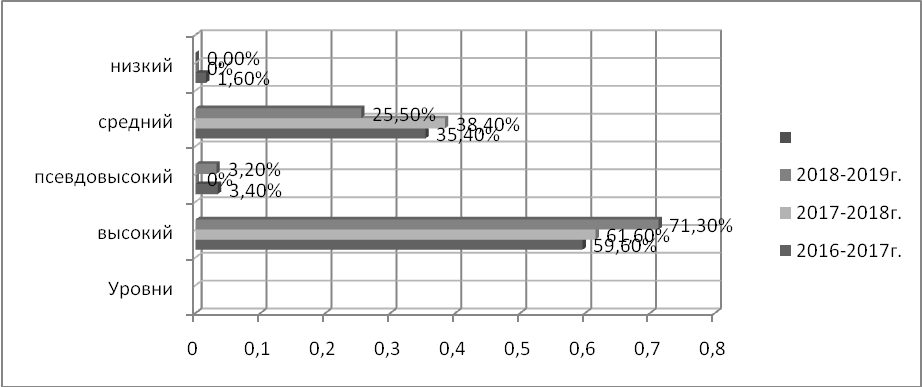 низкий
0,00%
0%
1,60%
средний
25,50%
38,40%
35,40%
псевдовысокий
3,20%
0%
3,40%
высокий
71,30%
61,60%
59,60%
Уровни
0 0,1 0,2 0,3 0,4 0,5 0,6 0,7 0,8
2018-2019г.
2017-2018г.
2016-2017г.